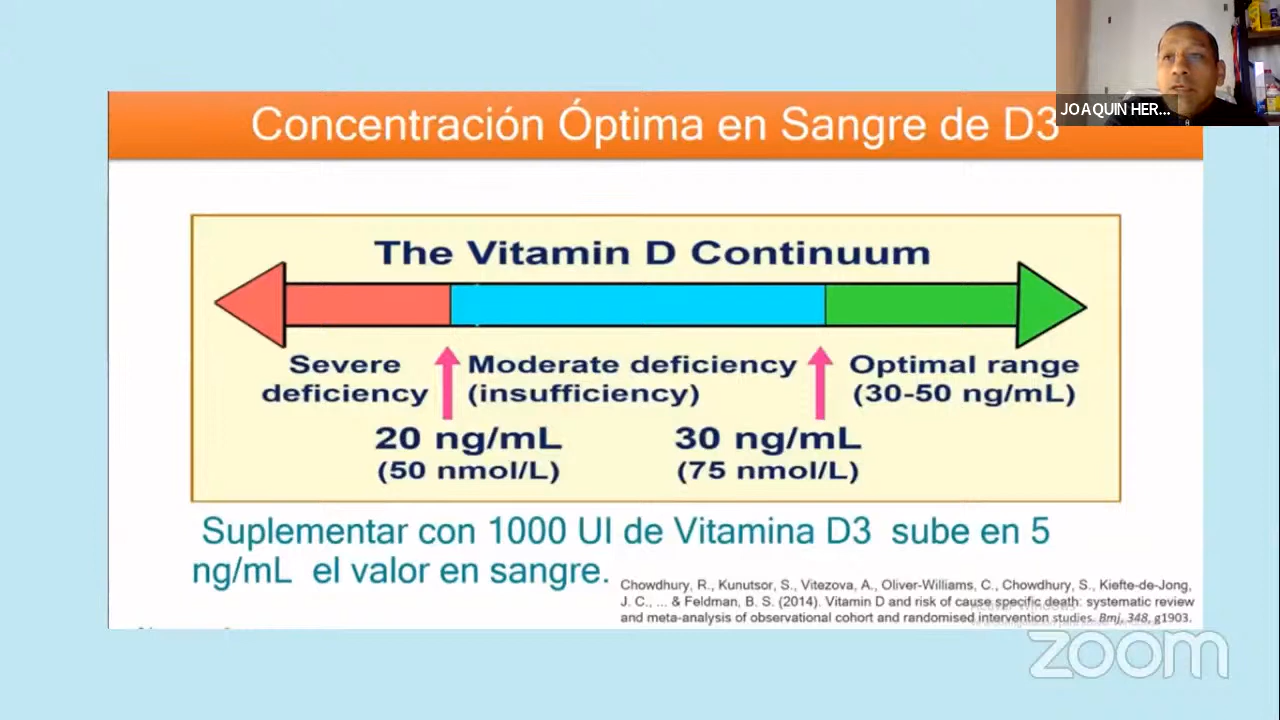 JOAQUIN HER...
Concentración Óptima en Sangre de D3
The Vitamin D Continuum
Severe
deficiency
Moderate deficiency
(insufficiency)
Optimal range
(30-50 ng/mL)
20 ng/mL
(50 nmol/L)
30 ng/mL
(75 nmol/L)
Suplementar con 1000 UI de Vitamina D3 sube en 5
ng/mL el valor en sangre.
Chowdhury, R., Kunutsor, S., Vitezova, A., Oliver-Williams, C., Chowdhury, S., Kiefte-de-Jong,
J. C., ... & Feldman, B. S. (2014). Vitamin D and risk of cause specific death: systematic review
and meta-analysis of observational cohort and randomised intervention studies. Bmj, 348, g1903.
zoom